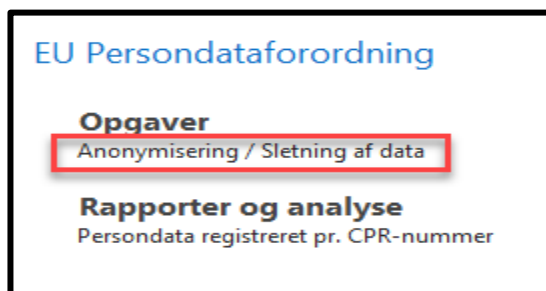 EU Persondataforordning
Opgaver
Anonymisering / Sletning af data
Rapporter og analyse
Persondata registreret pr. CPR-nummer